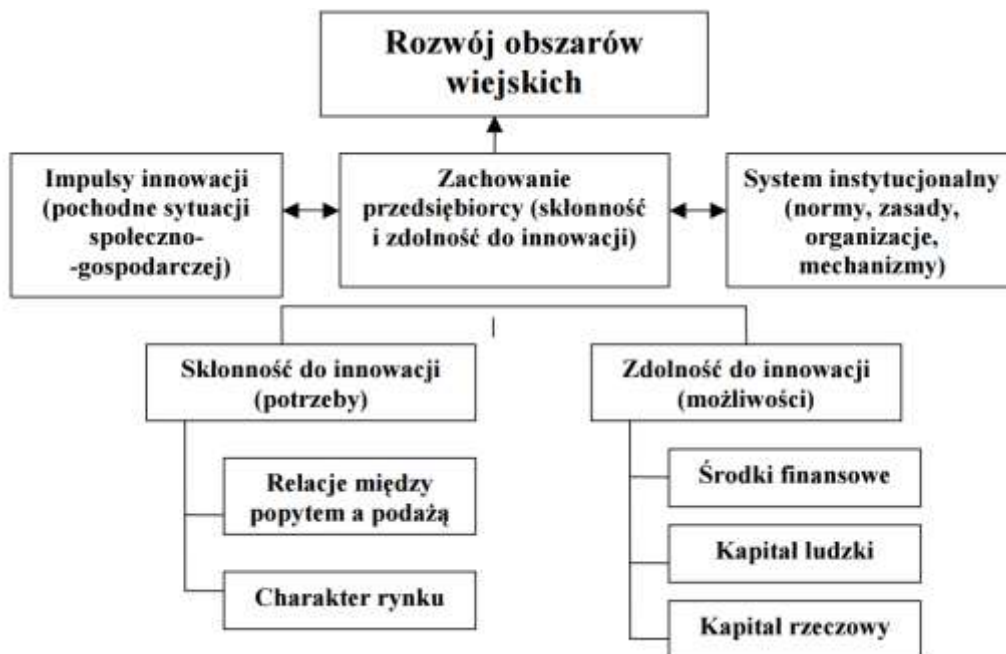 Rozwój obszarów
wiejskich
Impulsy innowacji
(pochodne sytuacji
społeczno-
-gospodarczej)
Zachowanie
przedsiębiorcy (skłonność
i zdolność do innowacji)
System instytucjonalny
(normy, zasady,
organizacje,
mechanizmy)
Skłonność do innowacji
(potrzeby)
Zdolność do innowacji
(możliwości)
Relacje między
popytem a podażą
Charakter rynku
Środki finansowe
Kapitał ludzki
Kapitał rzeczowy